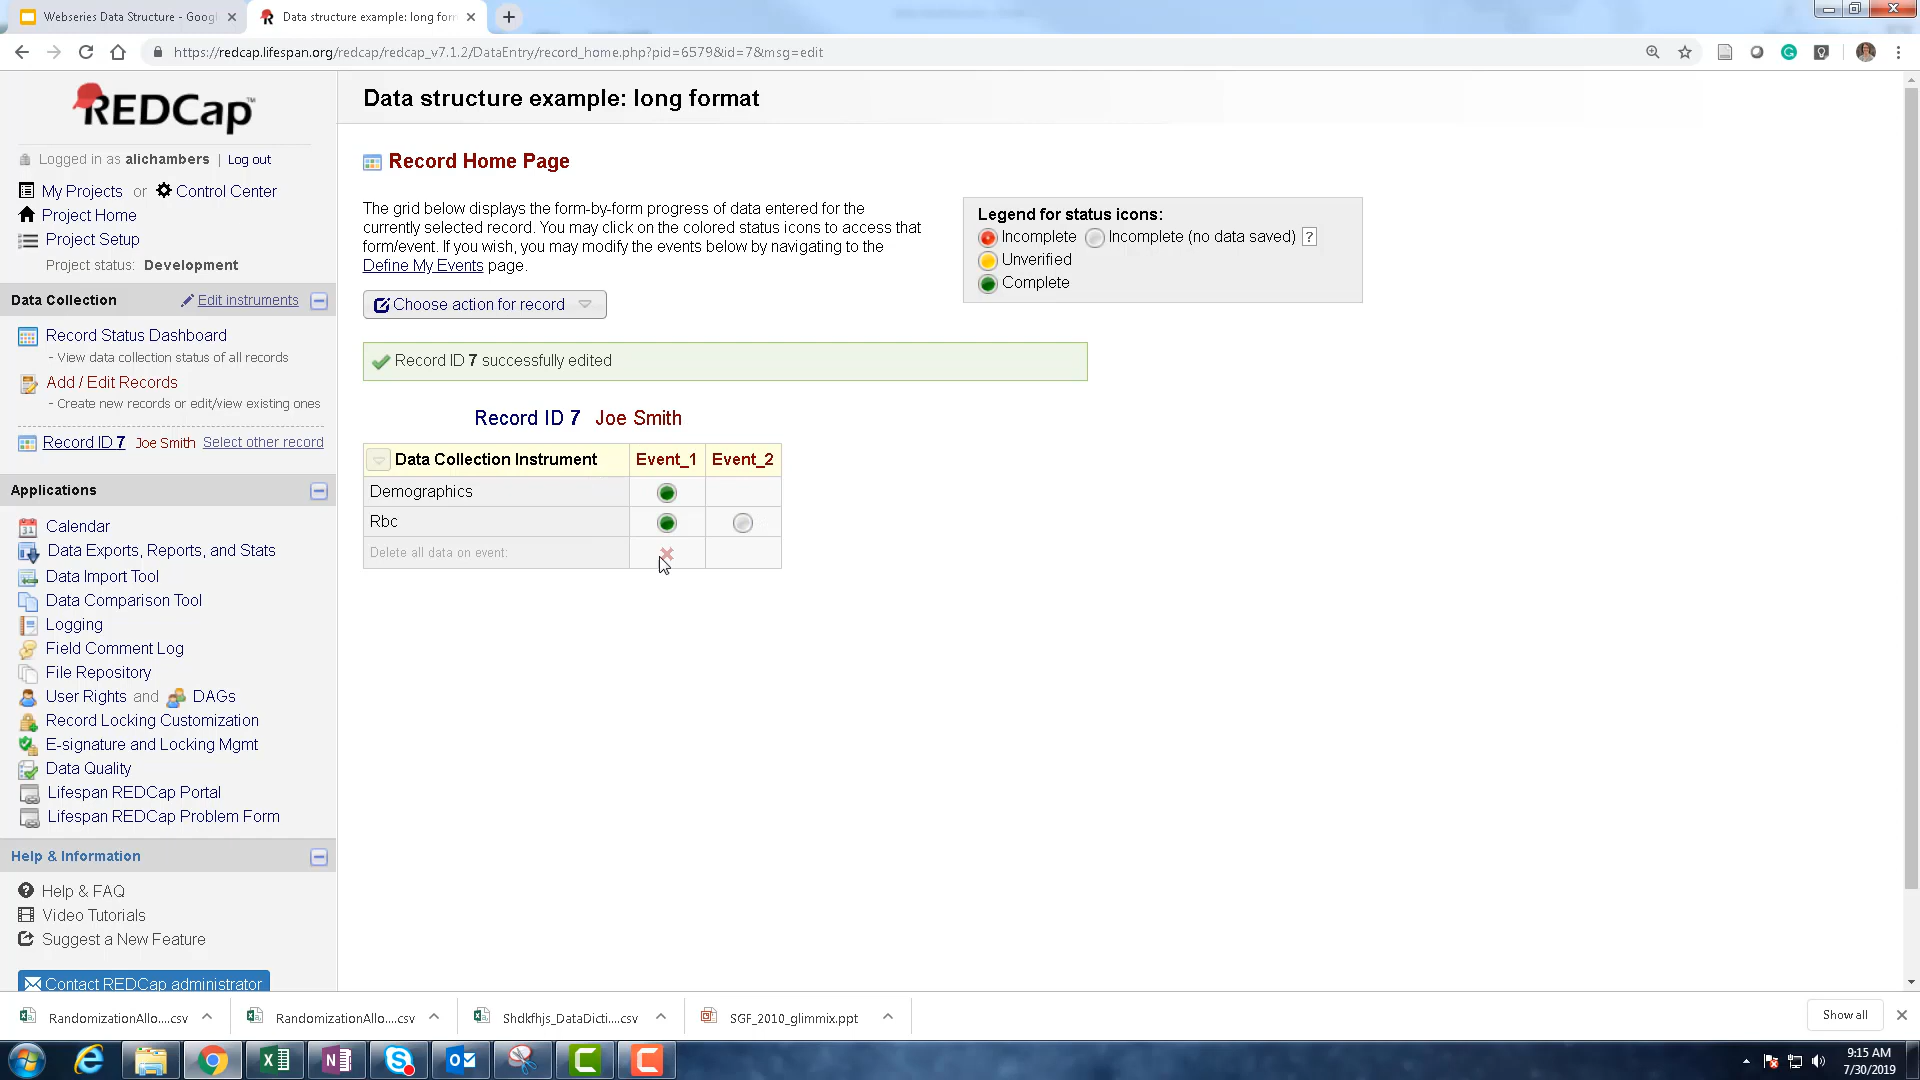 Webseries Data Structure - Googl
Data structure example: long form
https://redcap.lifespan.org/redcap/redcap_v7.1.2/DataEntry/record_home.php?pid=6579&id=7&msg=edit
REDCap™
Logged in as alichambers | Log out
My Projects or Control Center
Project Home
Project Setup
Project status: Development
Data Collection Edit instruments
Record Status Dashboard
- View data collection status of all records
Add / Edit Records
- Create new records or edit/view existing ones
Record ID 7 Joe Smith Select other record
Applications
Calendar
Data Exports, Reports, and Stats
Data Import Tool
Data Comparison Tool
Logging
Field Comment Log
File Repository
User Rights and DAGs
Record Locking Customization
E-signature and Locking Mgmt
Data Quality
Lifespan REDCap Portal
Lifespan REDCap Problem Form
Help & Information
Help & FAQ
Video Tutorials
Suggest a New Feature
Contact REDCap administrator
Data structure example: long format
Record Home Page
The grid below displays the form-by-form progress of data entered for the
currently selected record. You may click on the colored status icons to access that
form/event. If you wish, you may modify the events below by navigating to the
Define My Events page.
Legend for status icons:
Incomplete Incomplete (no data saved) ?
Unverified
Complete
Choose action for record
Record ID 7 successfully edited
Record ID 7 Joe Smith
Data Collection Instrument Event_1 Event_2
Demographics
Rbc
Delete all data on event:
RandomizationAllo....csv RandomizationAllo....csv Shdkfhjs_DataDicti....csv SGF_2010_glimmix.ppt Show all
9:15 AM
7/30/2019